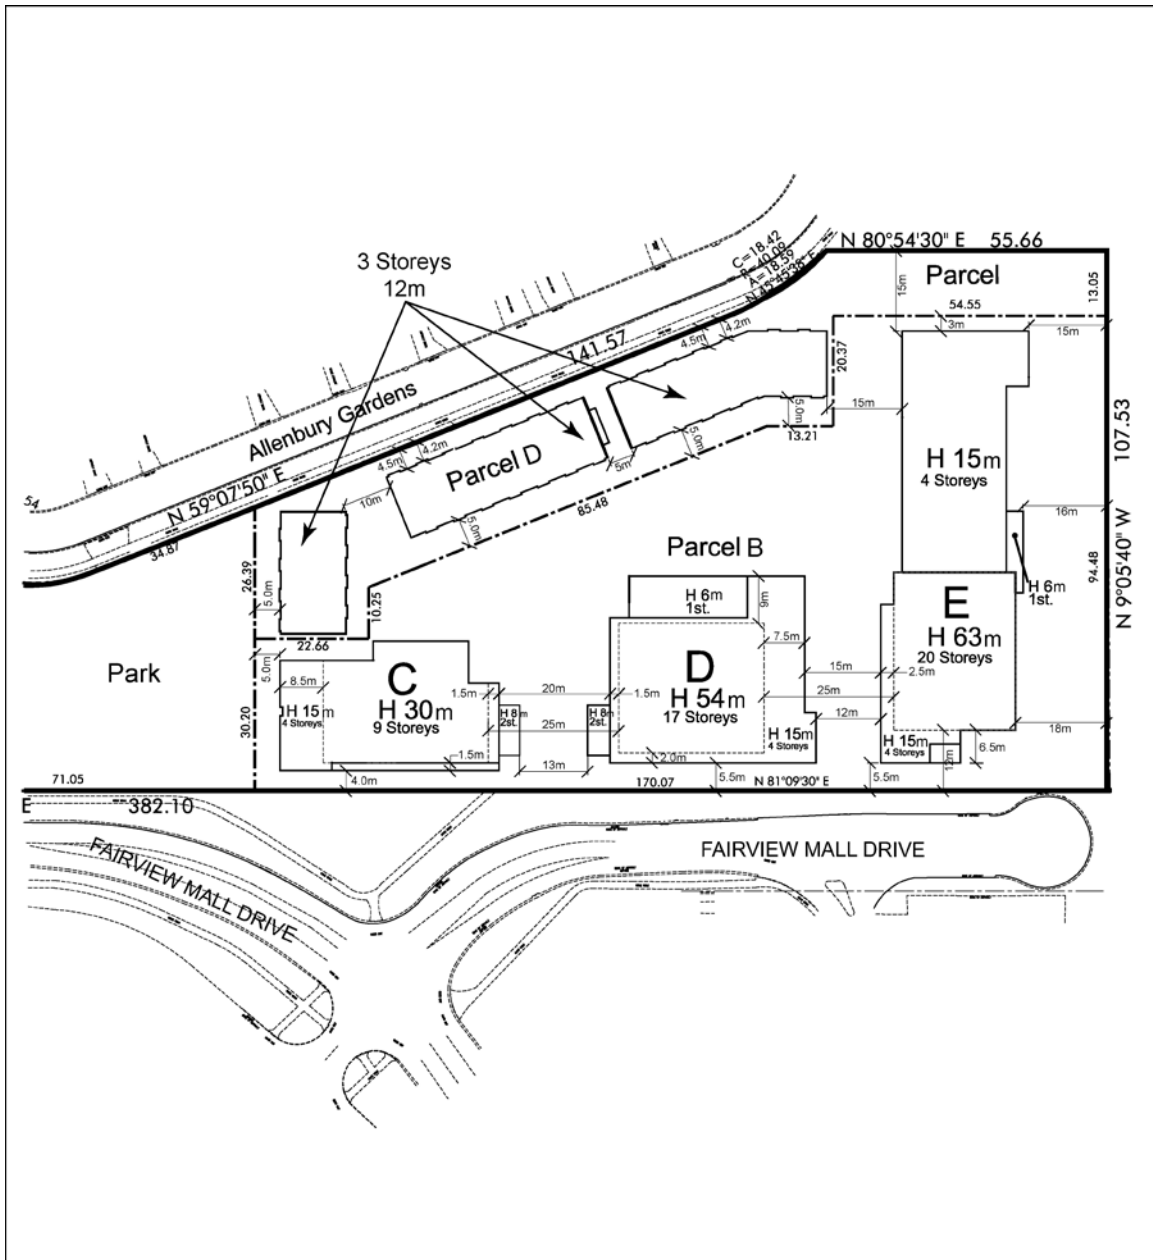 N 80°54'30" E 55.66
C=18.42
R=40.09
A=18.59
N 45°45'38" E
3 Storeys
12m
Parcel
15m
13.05
54.55
3m
15m
4.2m
4.5m
141.57
20.37
Allenbury Gardens
15m
5.0m
13.21
107.53
4.2m
4.5m
Parcel D
5.0m
5m
H 15m
4 Storeys
N 59°07'50" E
10m
85.48
16m
54
34.87
5.0m
Parcel B
94.48
26.39
5.0m
10.25
H 6m
1st.
9m
H 6m
1st.
N 9°05'40" W
E
H 63m
20 Storeys
22.66
7.5m
5.0m
Park
C
D
15m
2.5m
8.5m
1.5m
20m
1.5m
25m
H 30m
9 Storeys
H 54m
17 Storeys
H 15m
4 Storeys
H 8m
2st.
H 8m
2st.
25m
12m
18m
30.20
H 15m
4 Storeys
H 15m
4 Storeys
1.5m
2.0m
6.5m
12m
13m
4.0m
5.5m
5.5m
71.05
170.07
N 81°09'30" E
E
382.10
FAIRVIEW MALL DRIVE
FAIRVIEW MALL DRIVE